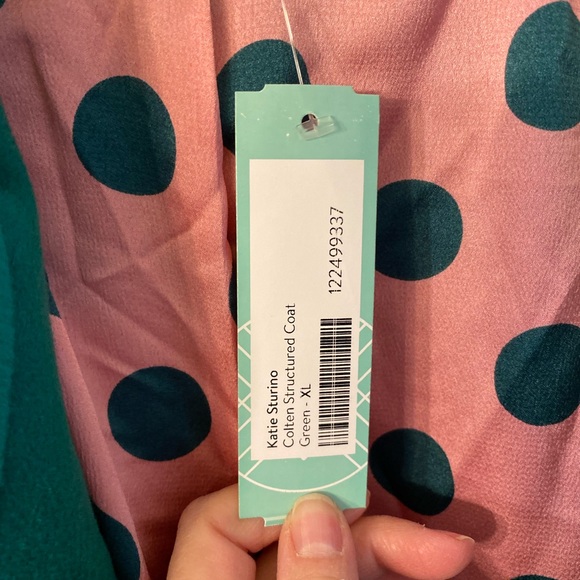 Katie Sturino
Colten Structured Coat
Green - XL
122499337